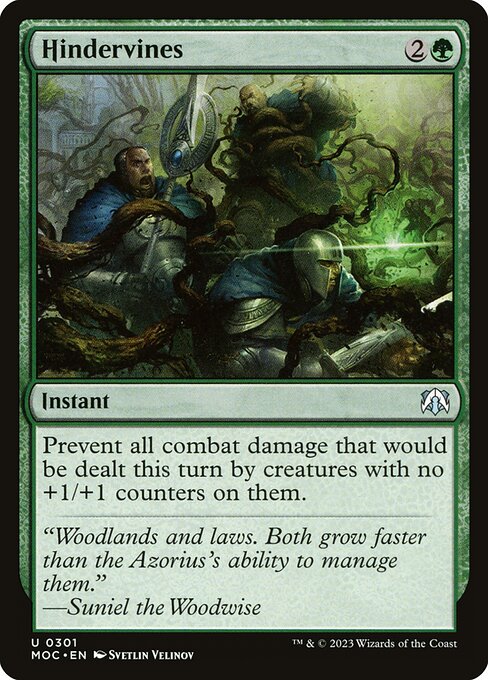 Hindervines 2
Instant
Prevent all combat damage that would
be dealt this turn by creatures with no
+1/+1 counters on them.
“Woodlands and laws. Both grow faster
than the Azorius’s ability to manage
them.”
—Suniel the Woodwise
U 0301
MOC • EN Svetlin Velinov
™ & © 2023 Wizards of the Coast